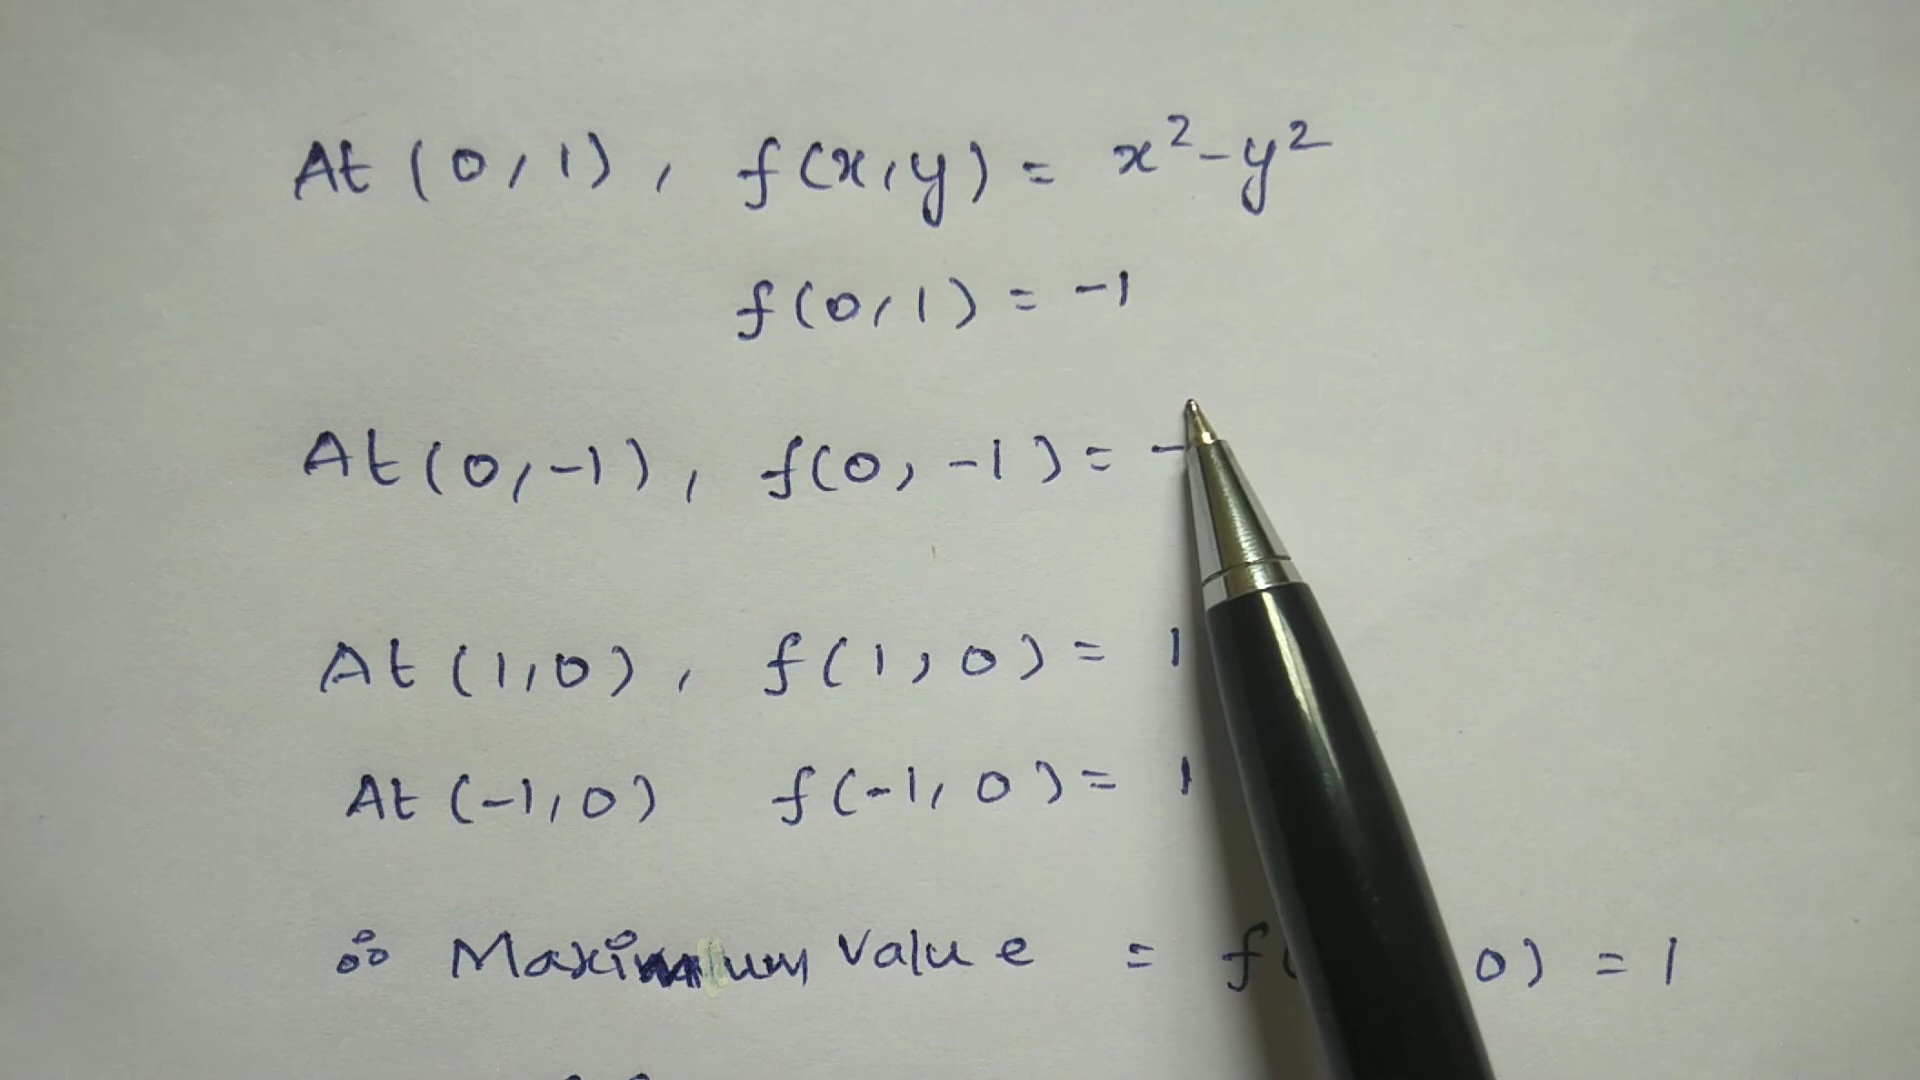 At (0,1), f(x,y) = x²-y²
f(0,1) = -1
At (0,-1), f(0,-1) = -
At (1,0), f(1,0) = 1
At (-1,0) f(-1,0) = 1
∴ Maximum value = f( 0) = 1